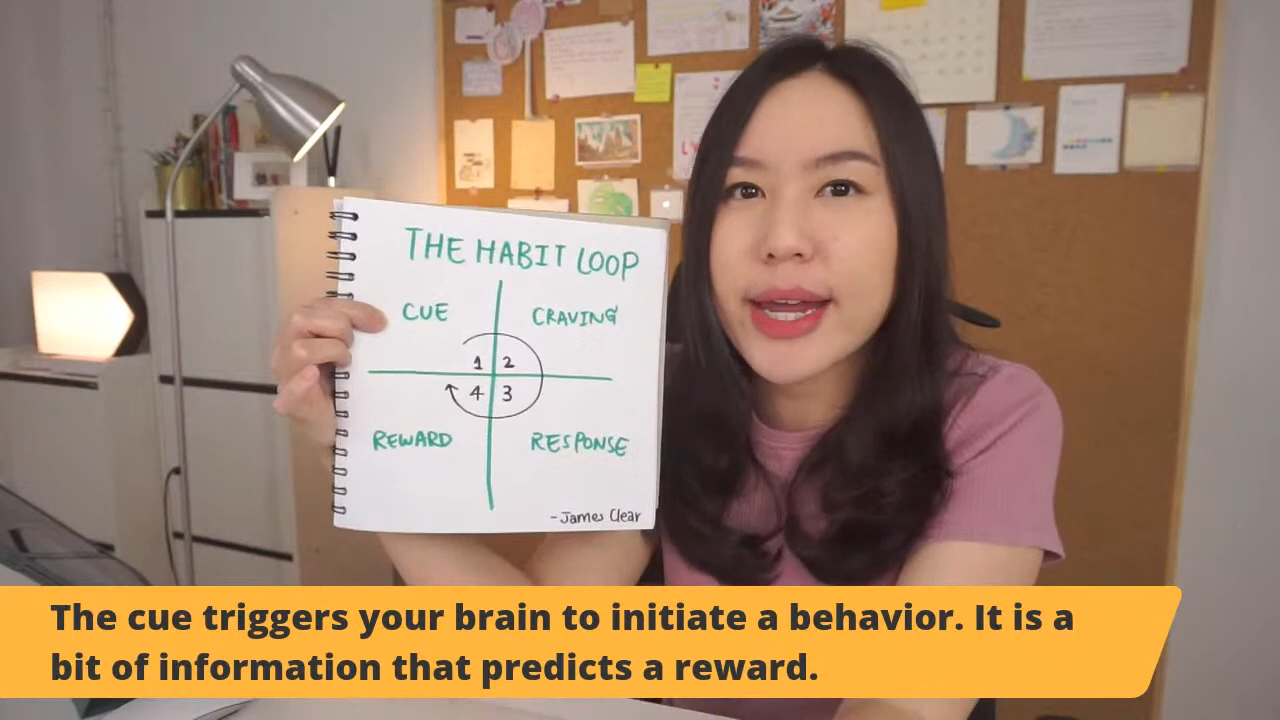 THE HABIT LOOP
CUE
CRAVING
1 2
4 3
REWARD
RESPONSE
-James Clear
The cue triggers your brain to initiate a behavior. It is a
bit of information that predicts a reward.